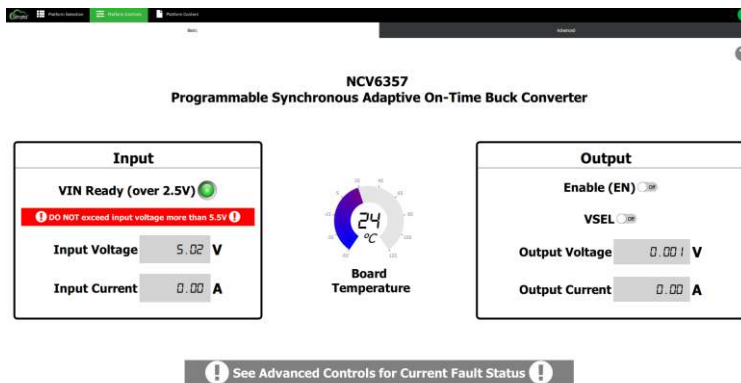 Strata
Platform Selection
Platform Controls
Platform Content
Basic
Advanced
NCV6357
Programmable Synchronous Adaptive On-Time Buck Converter
Input
VIN Ready (over 2.5V)
DO NOT exceed input voltage more than 5.5V
Input Voltage 5.02 V
Input Current 0.00 A
24
°C
Board
Temperature
Output
Enable (EN) Off
VSEL Off
Output Voltage 0.001 V
Output Current 0.00 A
See Advanced Controls for Current Fault Status